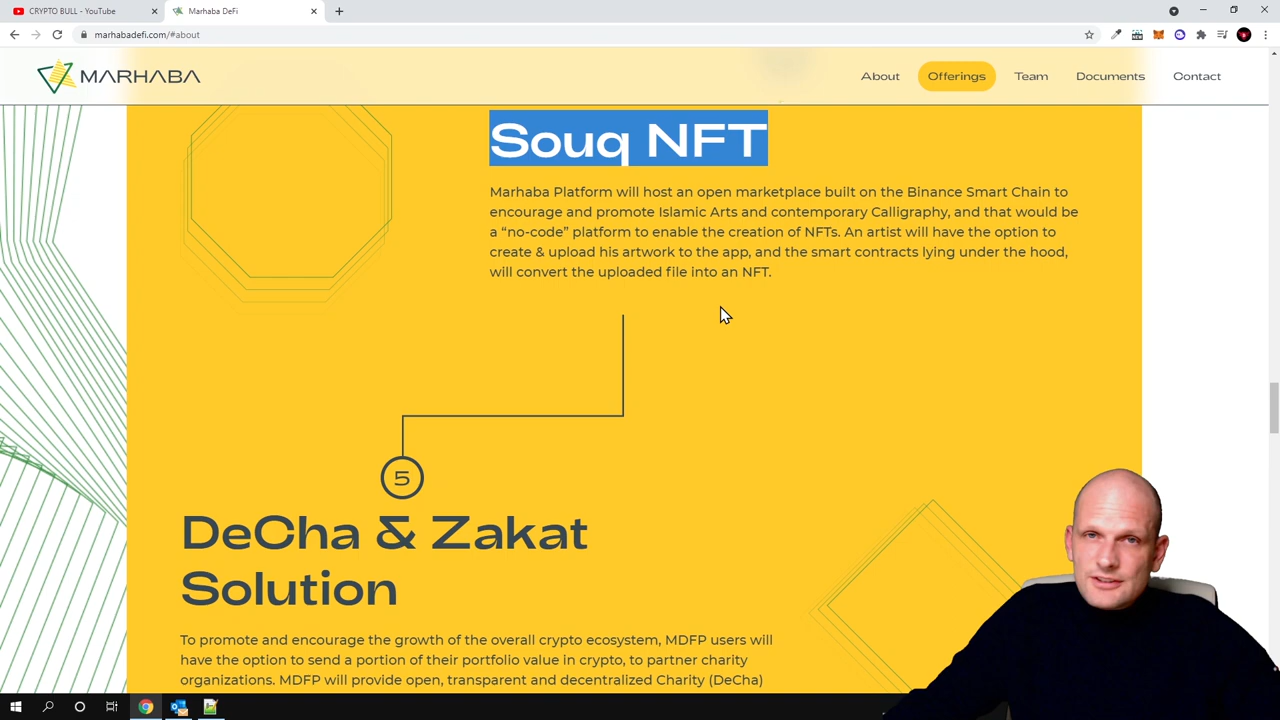 CRYPTO BULL - YouTube
Marhaba DeFi
marhabadefi.com/#about
MARHABA
About
Offerings
Team
Documents
Contact
Souq NFT
Marhaba Platform will host an open marketplace built on the Binance Smart Chain to
encourage and promote Islamic Arts and contemporary Calligraphy, and that would be
a “no-code” platform to enable the creation of NFTs. An artist will have the option to
create & upload his artwork to the app, and the smart contracts lying under the hood,
will convert the uploaded file into an NFT.
5
DeCha & Zakat
Solution
To promote and encourage the growth of the overall crypto ecosystem, MDFP users will
have the option to send a portion of their portfolio value in crypto, to partner charity
organizations. MDFP will provide open, transparent and decentralized Charity (DeCha)